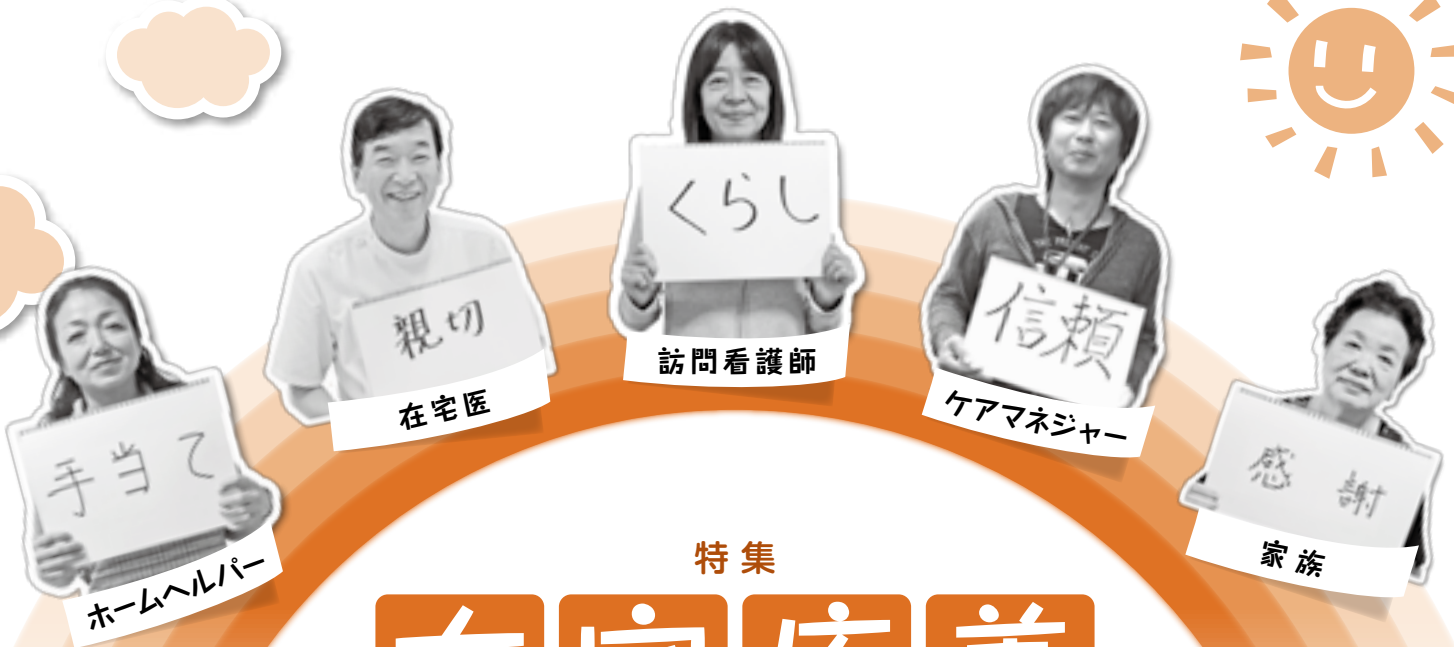 くらし
訪問看護師
親切
在宅医
信頼
ケアマネジャー
手当て
ホームヘルパー
感謝
家族
特集